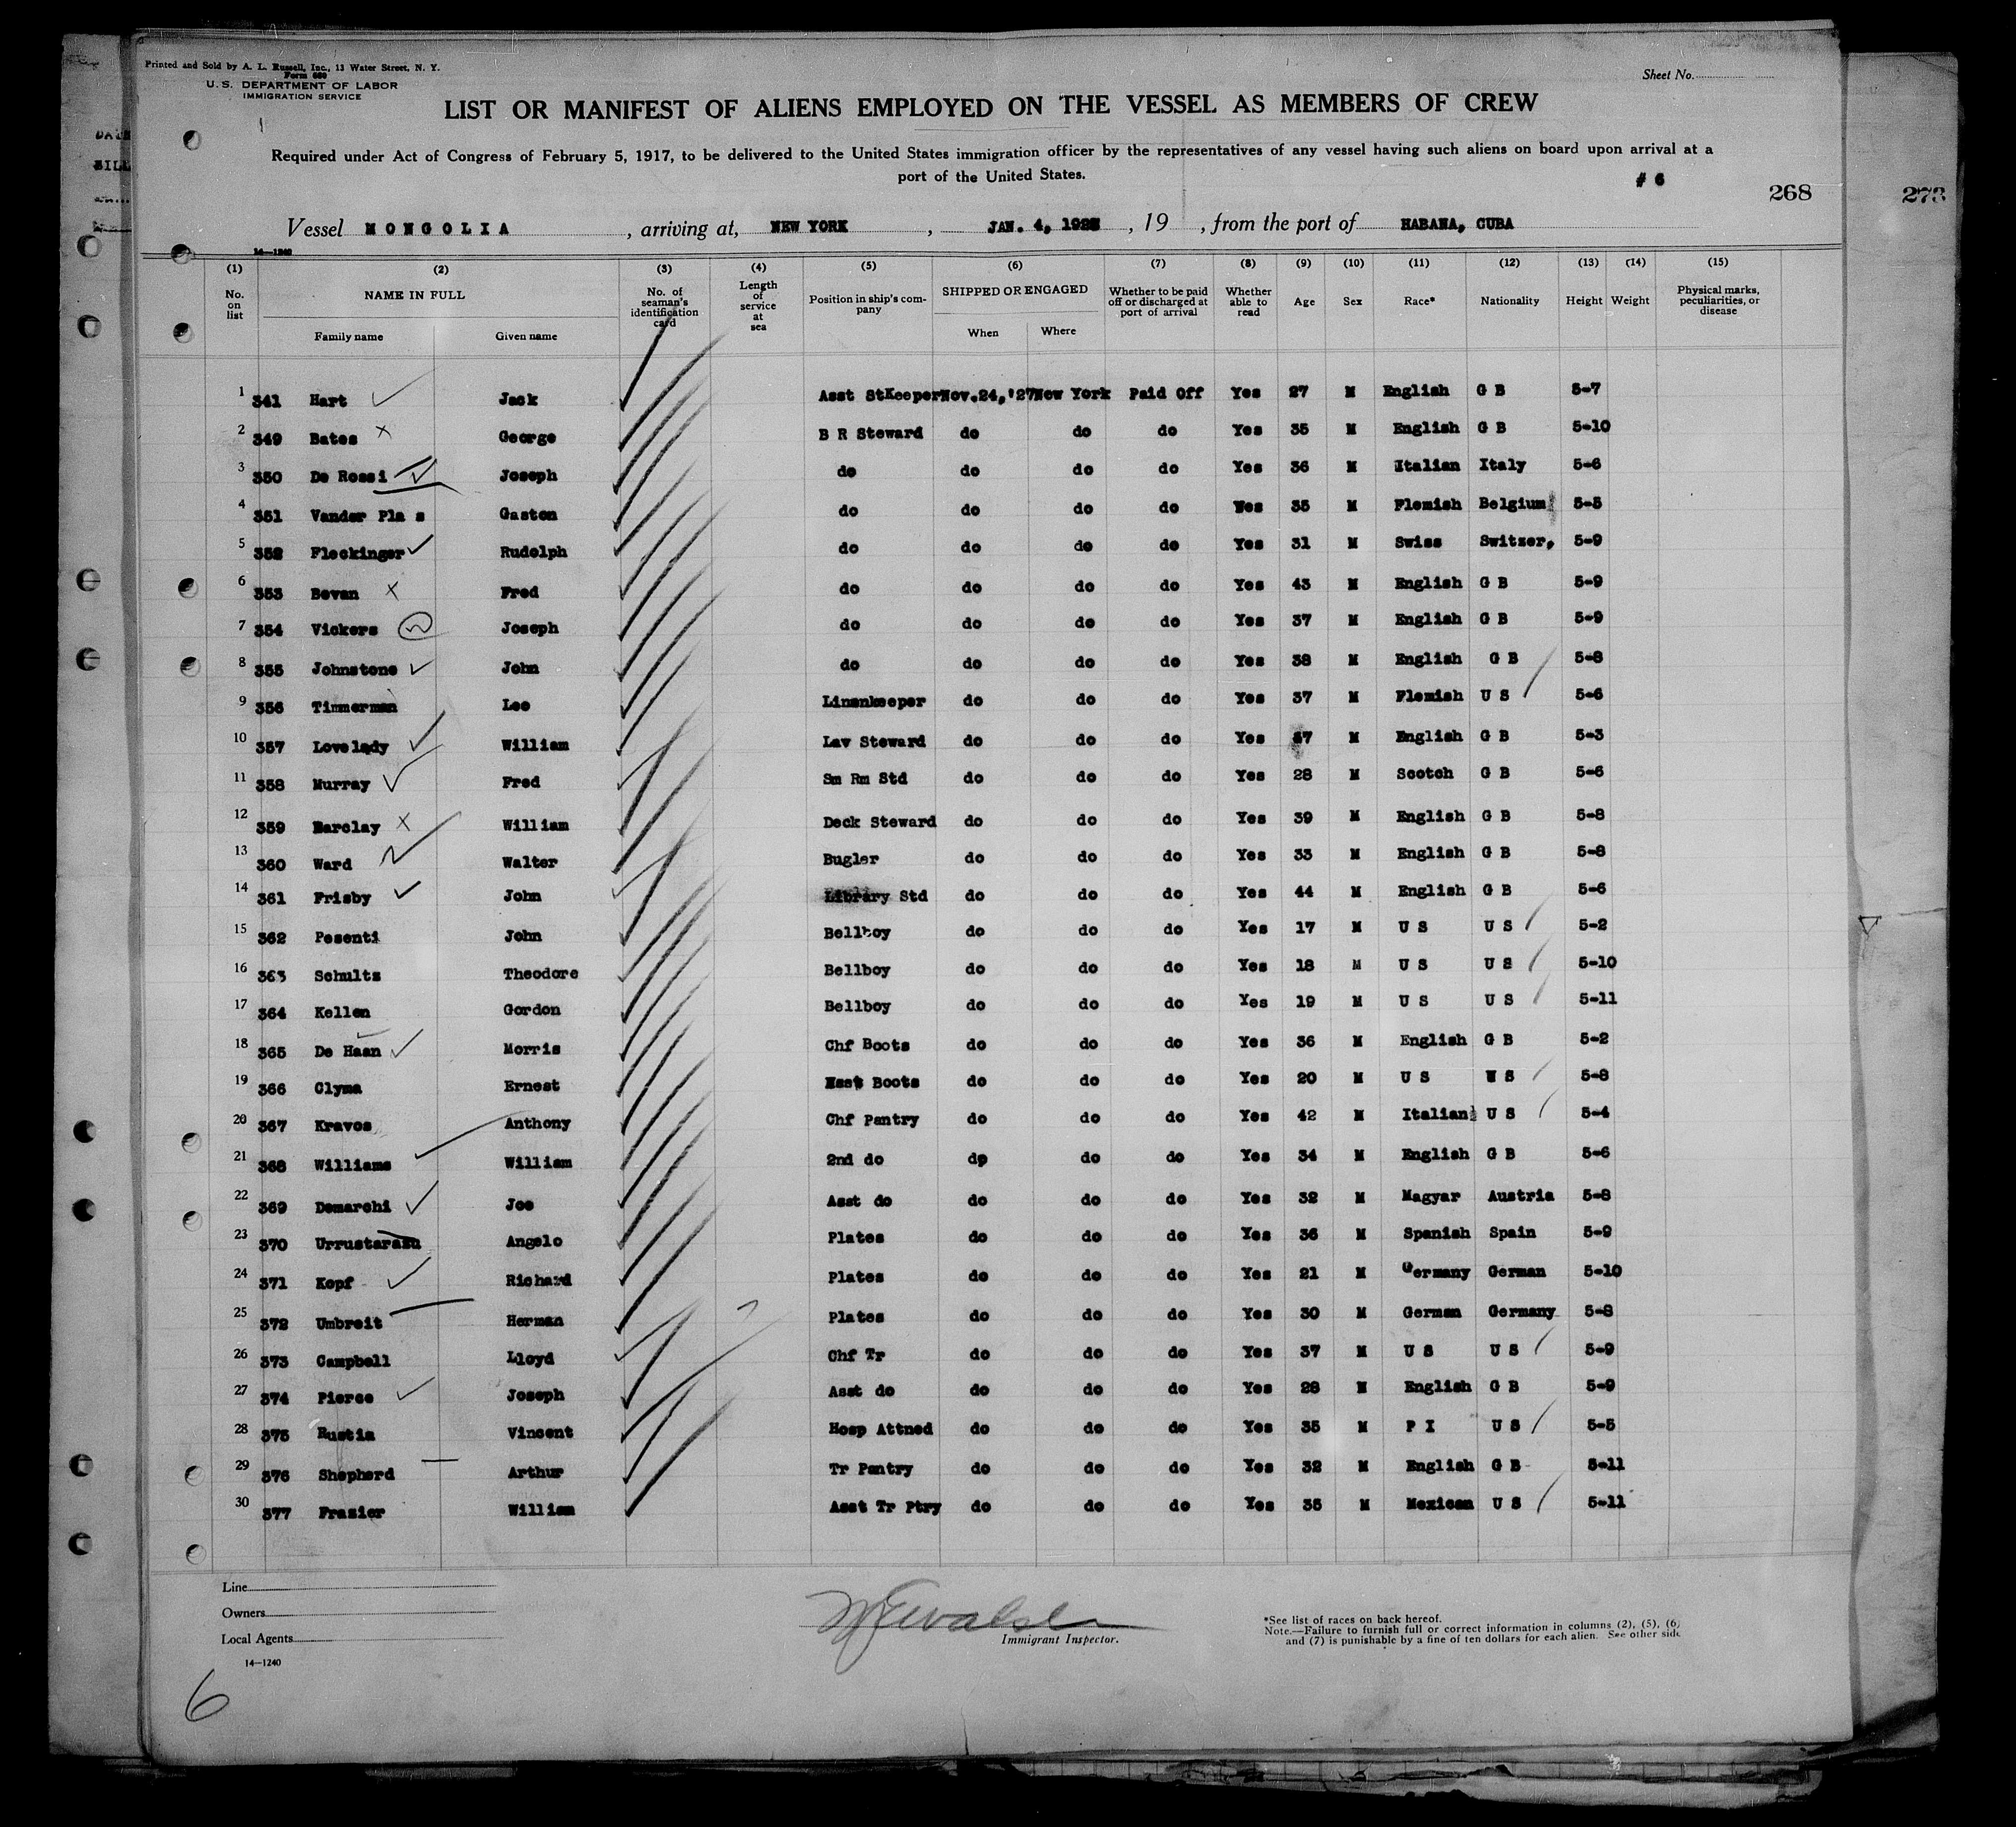 Printed and Sold by A. L. Russell, Inc., 13 Water Street, N. Y.
Form 689
U. S. DEPARTMENT OF LABOR
IMMIGRATION SERVICE
Sheet No.
LIST OR MANIFEST OF ALIENS EMPLOYED ON THE VESSEL AS MEMBERS OF CREW
Required under Act of Congress of February 5, 1917, to be delivered to the United States immigration officer by the representatives of any vessel having such aliens on board upon arrival at a
port of the United States.
# 6
268
273
Vessel MONGOLIA, arriving at, NEW YORK, JAN. 4, 1928, 19 , from the port of HABANA, CUBA
14—1240
(1) (2) (3) (4) (5) (6) (7) (8) (9) (10) (11) (12) (13) (14) (15)
No. on list NAME IN FULL Family name Given name No. of seaman's identification card Length of service at sea Position in ship's company SHIPPED OR ENGAGED When Where Whether to be paid off or discharged at port of arrival Whether able to read Age Sex Race* Nationality Height Weight Physical marks, peculiarities, or disease
1 341 Hart Jack Asst StKeeper Nov.24,'27 New York Paid Off Yes 27 M English G B 5-7
2 349 Bates George B R Steward do do do Yes 35 M English G B 5-10
3 350 De Rossi Joseph do do do do Yes 36 M Italian Italy 5-6
4 351 Vander Pla s Gaston do do do do Yes 35 M Flemish Belgium 5-5
5 352 Fleckinger Rudolph do do do do Yes 31 M Swiss Switzer, 5-9
6 353 Bevan Fred do do do do Yes 43 M English G B 5-9
7 354 Vickers Joseph do do do do Yes 37 M English G B 5-9
8 355 Johnstone John do do do do Yes 38 M English G B 5-8
9 356 Timmerman Leo Linenkeeper do do do Yes 37 M Flemish U S 5-6
10 357 Lovelady William Lav Steward do do do Yes M English G B 5-3
11 358 Murray Fred Sm Rm Std do do do Yes 28 M Scotch G B 5-6
12 359 Barclay William Deck Steward do do do Yes 39 M English G B 5-8
13 360 Ward Walter Bugler do do do Yes 33 M English G B 5-8
14 361 Frisby John Library Std do do do Yes 44 M English G B 5-6
15 362 Pesenti John Bellboy do do do Yes 17 M U S U S 5-2
16 363 Schultz Theodore Bellboy do do do Yes 18 M U S U S 5-10
17 364 Kellen Gordon Bellboy do do do Yes 19 M U S U S 5-11
18 365 De Haan Morris Chf Boots do do do Yes 36 M English G B 5-2
19 366 Clyma Ernest Asst Boots do do do Yes 20 M U S U S 5-8
20 367 Kravos Anthony Chf Pantry do do do Yes 42 M Italian U S 5-4
21 368 Williams William 2nd do do do do Yes 34 M English G B 5-6
22 369 Demarchi Joe Asst do do do do Yes 32 M Magyar Austria 5-8
23 370 Urrustarazu Angelo Plates do do do Yes 36 M Spanish Spain 5-9
24 371 Kopf Richard Plates do do do Yes 21 M Germany German 5-10
25 372 Umbreit Herman Plates do do do Yes 30 M German Germany 5-8
26 373 Campbell Lloyd Chf Tr do do do Yes 37 M U S U S 5-9
27 374 Pierce Joseph Asst do do do do Yes 28 M English G B 5-9
28 375 Rustia Vincent Hosp Attned do do do Yes 35 M P I U S 5-5
29 376 Shepherd Arthur Tr Pantry do do do Yes 32 M English G B 5-11
30 377 Frazier William Asst Tr Ptry do do do Yes 35 M Mexican U S 5-11
Line
Owners
Local Agents
14—1240
Immigrant Inspector.
*See list of races on back hereof.
Note.—Failure to furnish full or correct information in columns (2), (5), (6)
and (7) is punishable by a fine of ten dollars for each alien. See other side
6